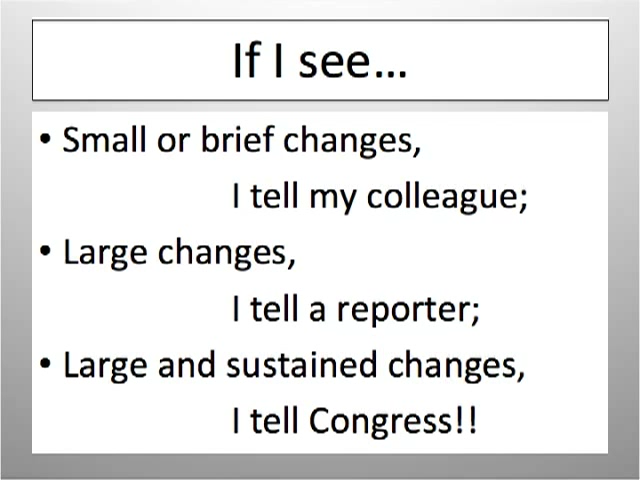 If I see...
• Small or brief changes,
I tell my colleague;
• Large changes,
I tell a reporter;
• Large and sustained changes,
I tell Congress!!